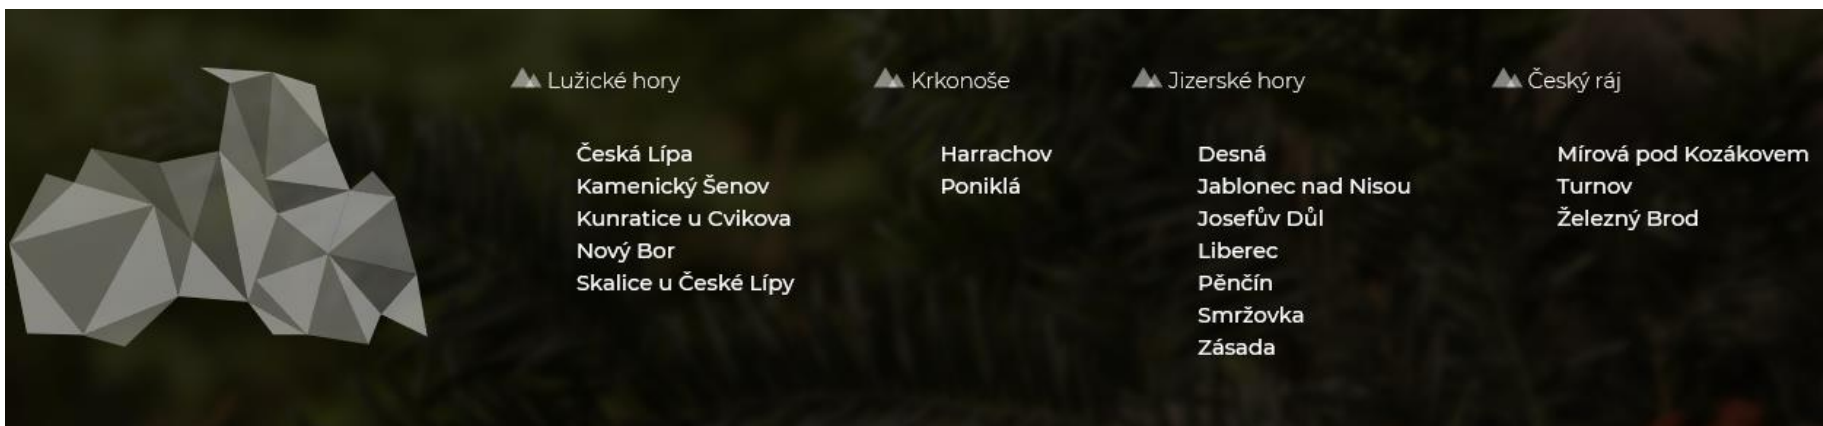 Lužické hory
Česká Lípa
Kamenický Šenov
Kunratice u Cvikova
Nový Bor
Skalice u České Lípy
Krkonoše
Harrachov
Poniklá
Jizerské hory
Desná
Jablonec nad Nisou
Josefův Důl
Liberec
Pěnčín
Smržovka
Zásada
Český ráj
Mírová pod Kozákovem
Turnov
Železný Brod